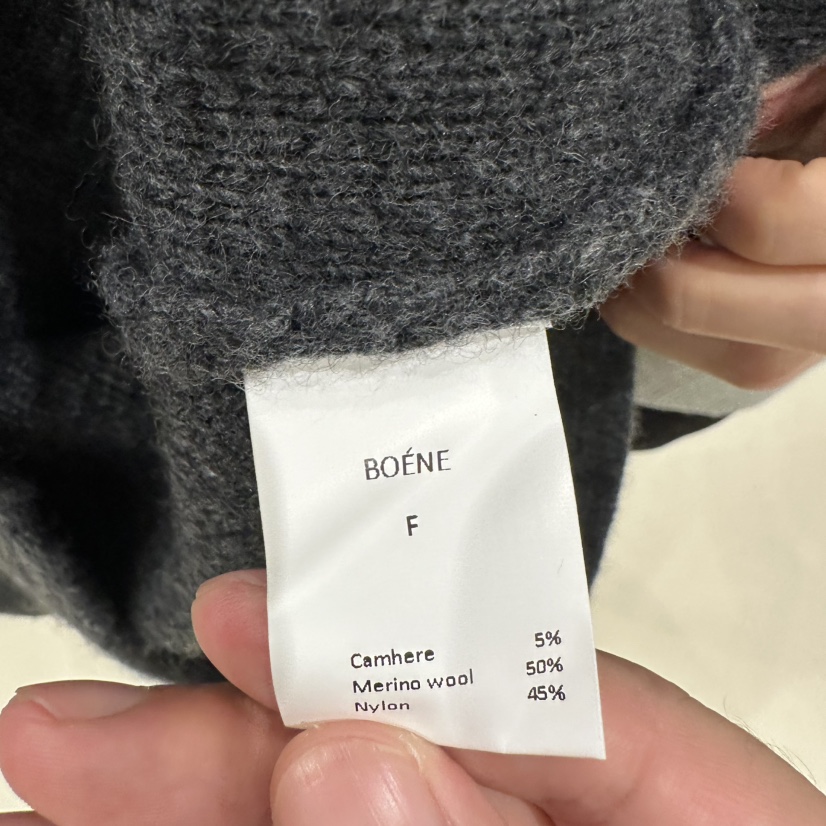 BOÉNE
F
Camhere 5%
Merino wool 50%
Nylon 45%